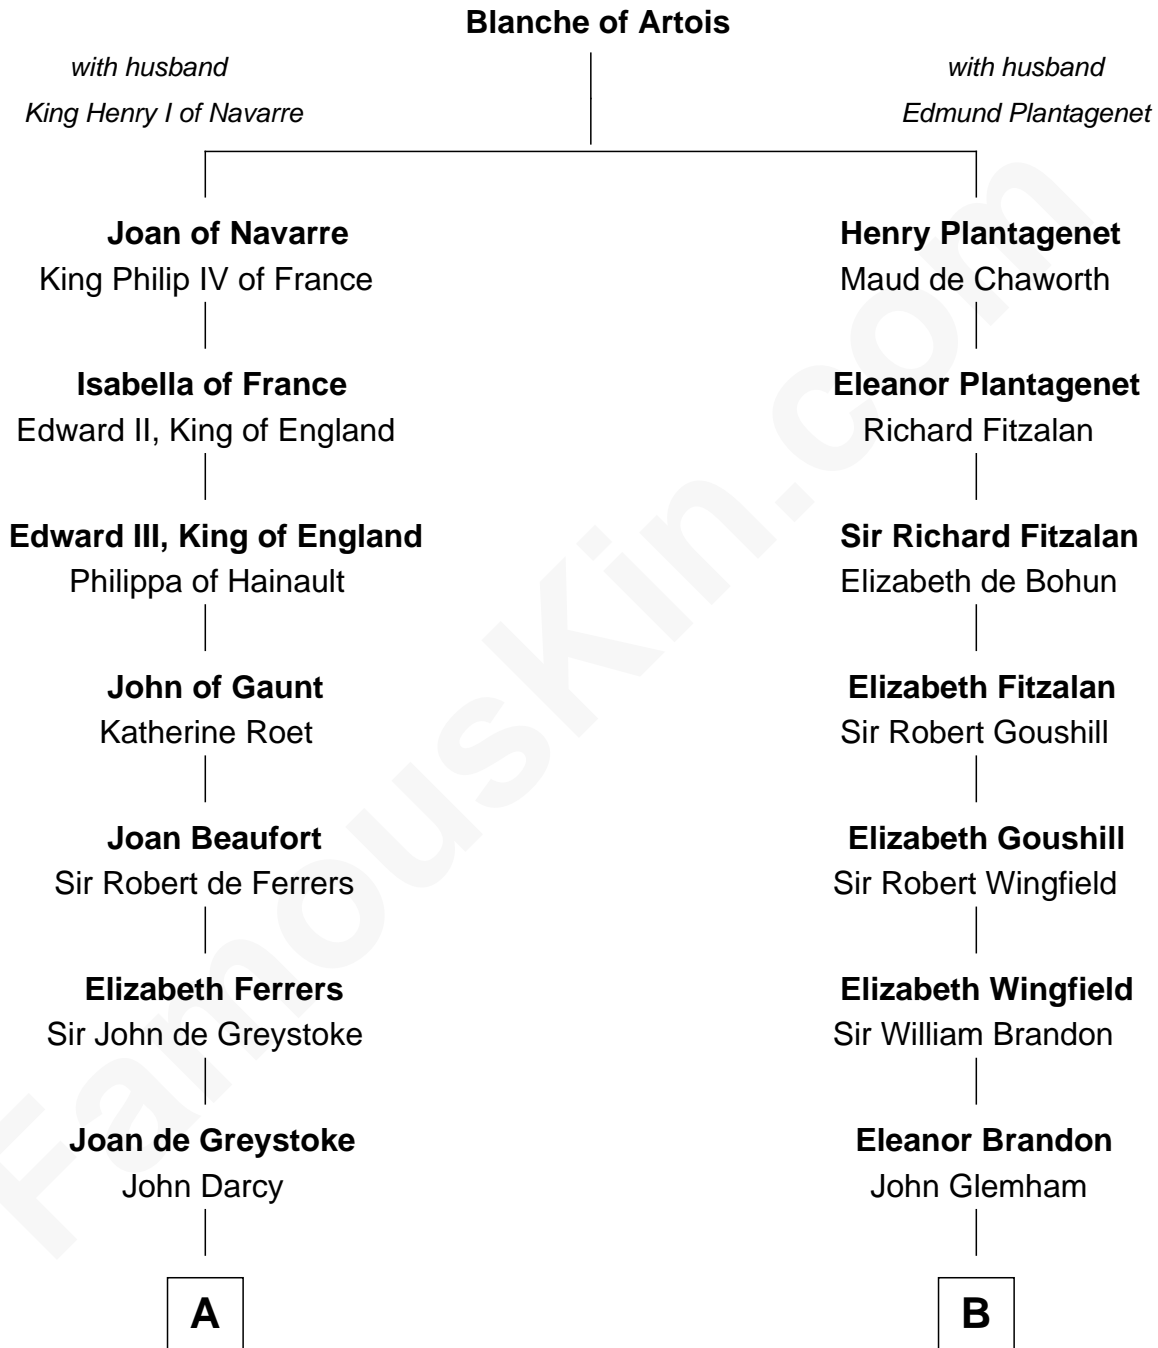 Blanche of Artois
with husband
King Henry I of Navarre
with husband
Edmund Plantagenet
Joan of Navarre
King Philip IV of France
Henry Plantagenet
Maud de Chaworth
Isabella of France
Edward II, King of England
Eleanor Plantagenet
Richard Fitzalan
Edward III, King of England
Philippa of Hainault
Sir Richard Fitzalan
Elizabeth de Bohun
John of Gaunt
Katherine Roet
Elizabeth Fitzalan
Sir Robert Goushill
Joan Beaufort
Sir Robert de Ferrers
Elizabeth Goushill
Sir Robert Wingfield
Elizabeth Ferrers
Sir John de Greystoke
Elizabeth Wingfield
Sir William Brandon
Joan de Greystoke
John Darcy
Eleanor Brandon
John Glemham
A
B
FamousKin.com